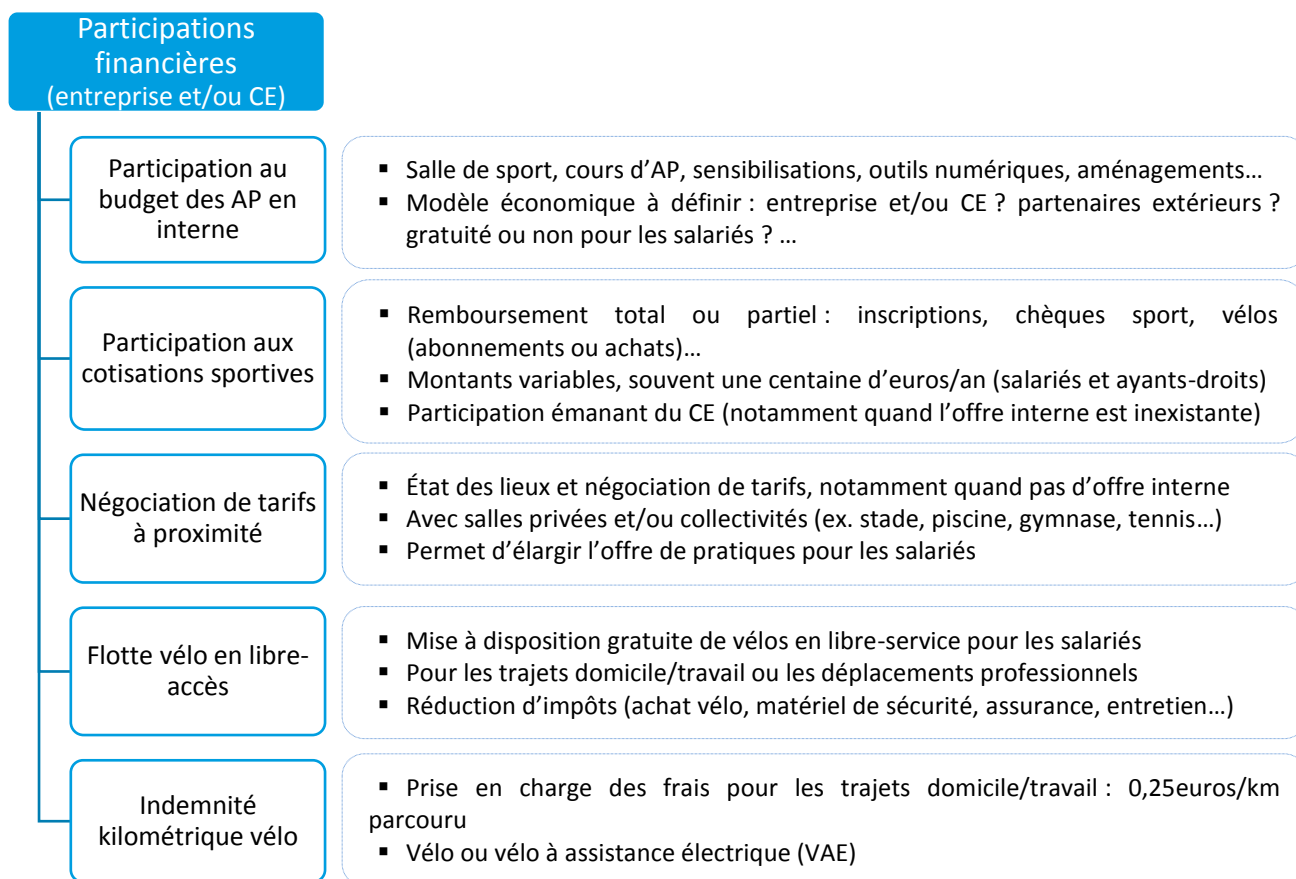 Participations
financières
(entreprise et/ou CE)
Participation au
budget des AP en
interne
▪ Salle de sport, cours d’AP, sensibilisations, outils numériques, aménagements…
▪ Modèle économique à définir : entreprise et/ou CE ? partenaires extérieurs ?
gratuité ou non pour les salariés ? …
Participation aux
cotisations sportives
▪ Remboursement total ou partiel : inscriptions, chèques sport, vélos
(abonnements ou achats)…
▪ Montants variables, souvent une centaine d’euros/an (salariés et ayants-droits)
▪ Participation émanant du CE (notamment quand l’offre interne est inexistante)
Négociation de tarifs
à proximité
▪ État des lieux et négociation de tarifs, notamment quand pas d’offre interne
▪ Avec salles privées et/ou collectivités (ex. stade, piscine, gymnase, tennis…)
▪ Permet d’élargir l’offre de pratiques pour les salariés
Flotte vélo en libre-
accès
▪ Mise à disposition gratuite de vélos en libre-service pour les salariés
▪ Pour les trajets domicile/travail ou les déplacements professionnels
▪ Réduction d’impôts (achat vélo, matériel de sécurité, assurance, entretien…)
Indemnité
kilométrique vélo
▪ Prise en charge des frais pour les trajets domicile/travail : 0,25euros/km
parcouru
▪ Vélo ou vélo à assistance électrique (VAE)